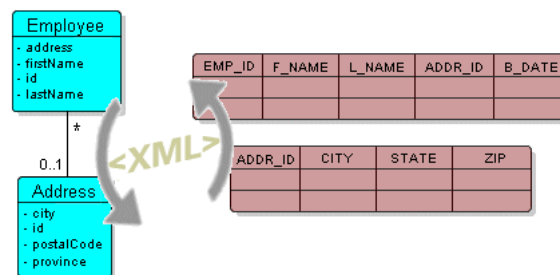 Employee
- address
- firstName
- id
- lastName
*
0..1
Address
- city
- id
- postalCode
- province
<XML>
EMP_ID F_NAME L_NAME ADDR_ID B_DATE
ADDR_ID CITY STATE ZIP